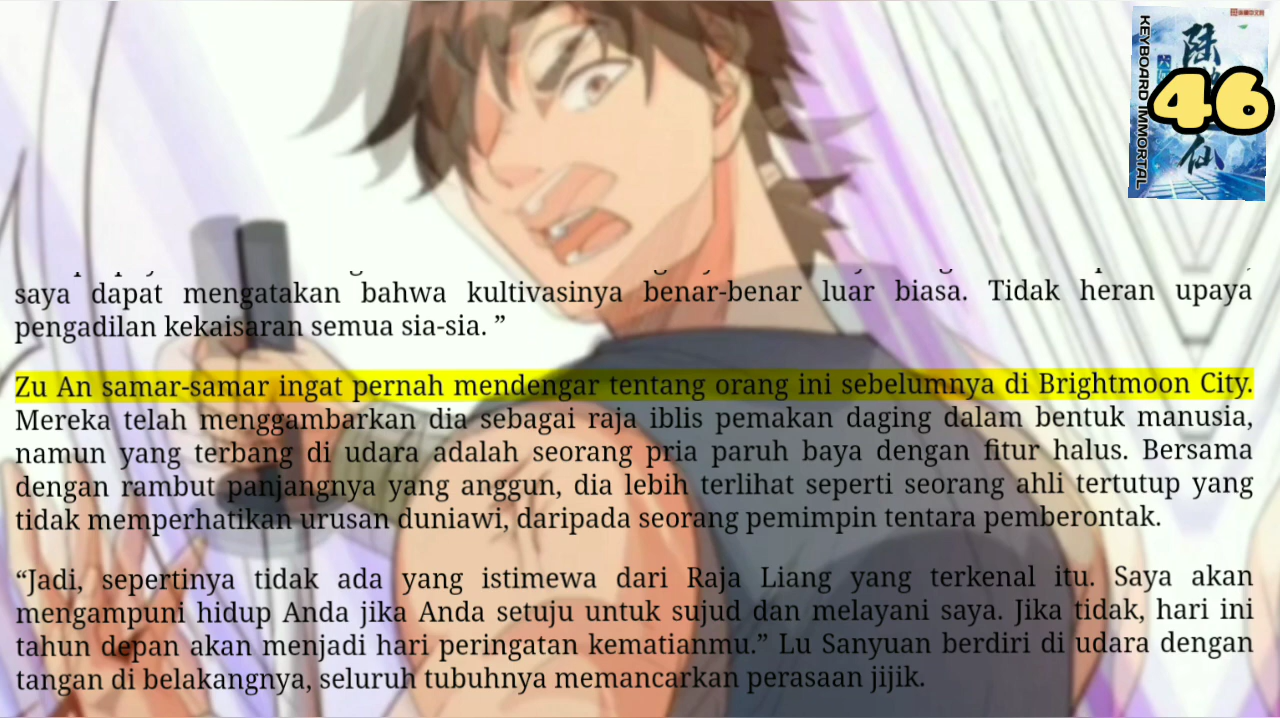 KEYBOARD IMMORTAL
46
saya dapat mengatakan bahwa kultivasinya benar-benar luar biasa. Tidak heran upaya
pengadilan kekaisaran semua sia-sia. ”
Zu An samar-samar ingat pernah mendengar tentang orang ini sebelumnya di Brightmoon City.
Mereka telah menggambarkan dia sebagai raja iblis pemakan daging dalam bentuk manusia,
namun yang terbang di udara adalah seorang pria paruh baya dengan fitur halus. Bersama
dengan rambut panjangnya yang anggun, dia lebih terlihat seperti seorang ahli tertutup yang
tidak memperhatikan urusan duniawi, daripada seorang pemimpin tentara pemberontak.
“Jadi, sepertinya tidak ada yang istimewa dari Raja Liang yang terkenal itu. Saya akan
mengampuni hidup Anda jika Anda setuju untuk sujud dan melayani saya. Jika tidak, hari ini
tahun depan akan menjadi hari peringatan kematianmu.” Lu Sanyuan berdiri di udara dengan
tangan di belakangnya, seluruh tubuhnya memancarkan perasaan jijik.